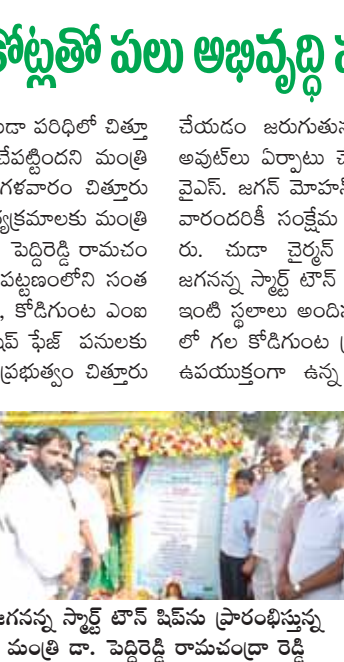 కోట్లతో పలు అభివృద్ధి
డా పరిధిలో చిత్తూ
చేపట్టిందని మంత్రి
గళవారం చిత్తూరు
ర్యక్రమాలకు మంత్రి
పెద్దిరెడ్డి రామచం
పట్టణంలోని సంత
, కోడిగుంట ఎంఐ
షిప్ ఫేజ్ పనులకు
ప్రభుత్వం చిత్తూరు
చేయడం జరుగుతు
అవుట్‌లు ఏర్పాటు చె
వైఎస్. జగన్ మోహన్
వారందరికీ సంక్షేమ
రు. చుడా చైర్మన్
జగనన్న స్మార్ట్ టౌన్
ఇంటి స్థలాలు అందిష
లో గల కోడిగుంట
ఉపయుక్తంగా ఉన్న
జగనన్న స్మార్ట్ టౌన్ షిప్‌ను ప్రారంభిస్తున్న
మంత్రి డా. పెద్దిరెడ్డి రామచంద్రా రెడ్డి